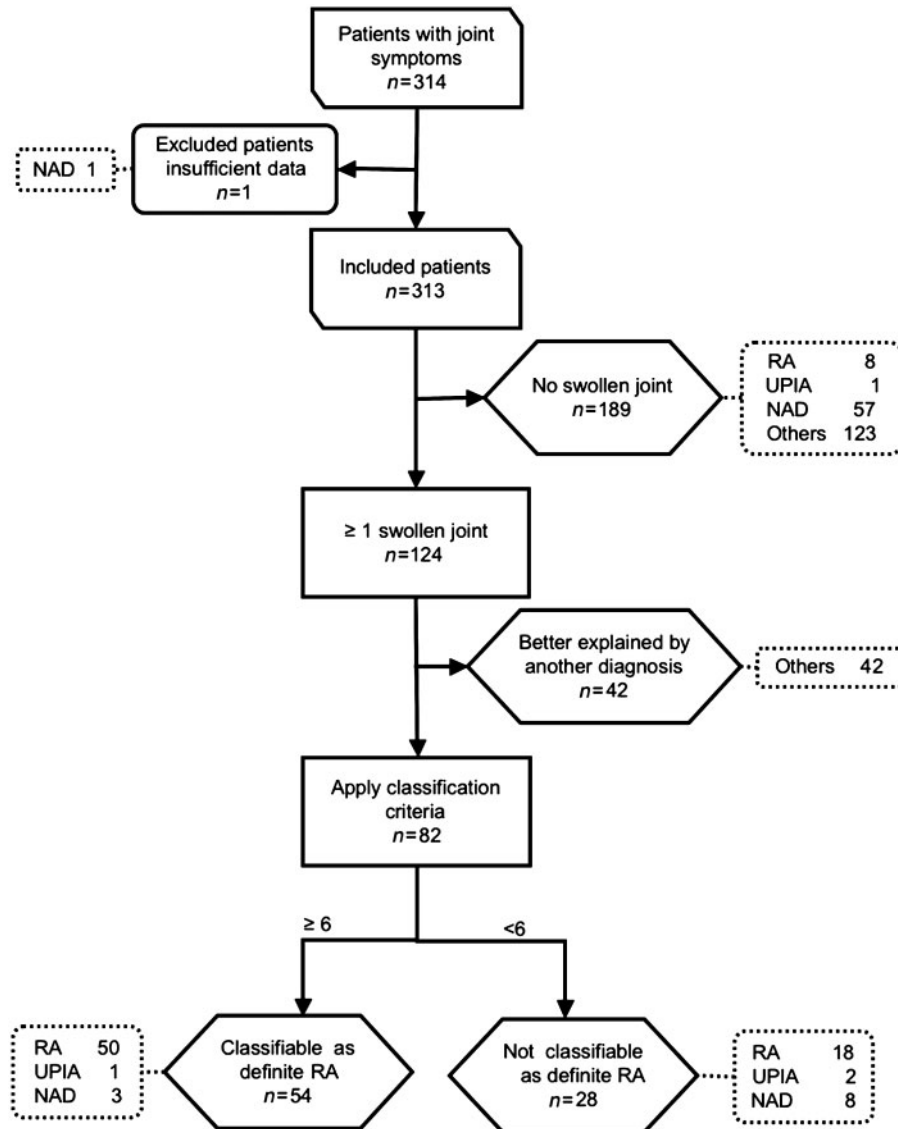 Patients with joint
symptoms
n=314
Excluded patients
insufficient data
n=1
NAD 1
Included patients
n=313
No swollen joint
n=189
RA 8
UPIA 1
NAD 57
Others 123
≥ 1 swollen joint
n=124
Better explained by
another diagnosis
n=42
Others 42
Apply classification
criteria
n=82
≥ 6
<6
RA 50
UPIA 1
NAD 3
Classifiable as
definite RA
n=54
Not classifiable
as definite RA
n=28
RA 18
UPIA 2
NAD 8